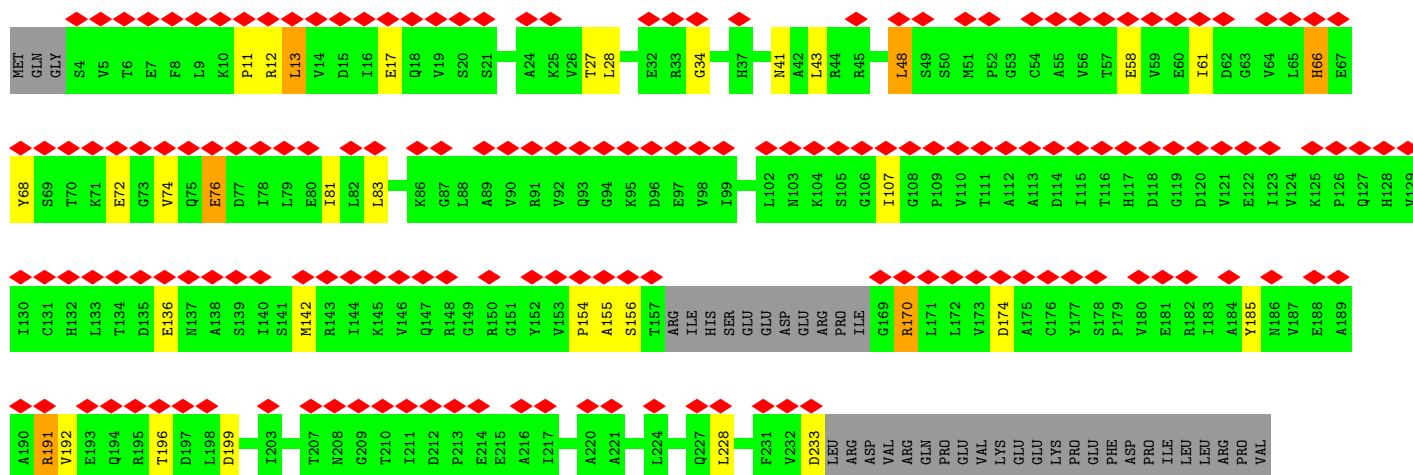 MET GLN GLY S4 V5 T6 E7 F8 L9 K10 P11 R12 L13 V14 D15 I16 E17 Q18 V19 S20 S21 A24 K25 V26 T27 L28 E32 R33 G34 H37 N41 A42 L43 R44 R45 L48 S49 S50 M51 P52 G53 C54 A55 V56 T57 E58 V59 E60 I61 D62 G63 V64 L65 H66 E67
Y68 S69 T70 K71 E72 G73 V74 Q75 E76 D77 I78 L79 E80 I81 L82 L83 K86 G87 L88 A89 V90 R91 V92 Q93 G94 K95 D96 E97 V98 I99 L102 N103 K104 S105 G106 I107 G108 P109 V110 T111 A112 A113 D114 I115 T116 H117 D118 G119 D120 V121 E122 I123 V124 K125 P126 Q127 H128 V129
I130 C131 H132 L133 T134 D135 E136 N137 A138 S139 I140 S141 M142 R143 I144 K145 V146 Q147 R148 G149 R150 G151 Y152 V153 P154 A155 S156 T157 ARG ILE HIS SER GLU GLU ASP GLU ARG PRO ILE G169 R170 L171 L172 V173 D174 A175 C176 Y177 S178 P179 V180 E181 R182 I183 A184 Y185 N186 V187 E188 A189
A190 R191 V192 E193 Q194 R195 T196 D197 L198 D199 I203 T207 N208 G209 T210 I211 D212 P213 E214 E215 A216 I217 A220 A221 L224 Q227 L228 F231 V232 D233 LEU ARG ASP VAL ARG GLN PRO GLU VAL LYS GLU GLU LYS PRO GLU PHE ASP PRO ILE LEU LEU ARG PRO VAL